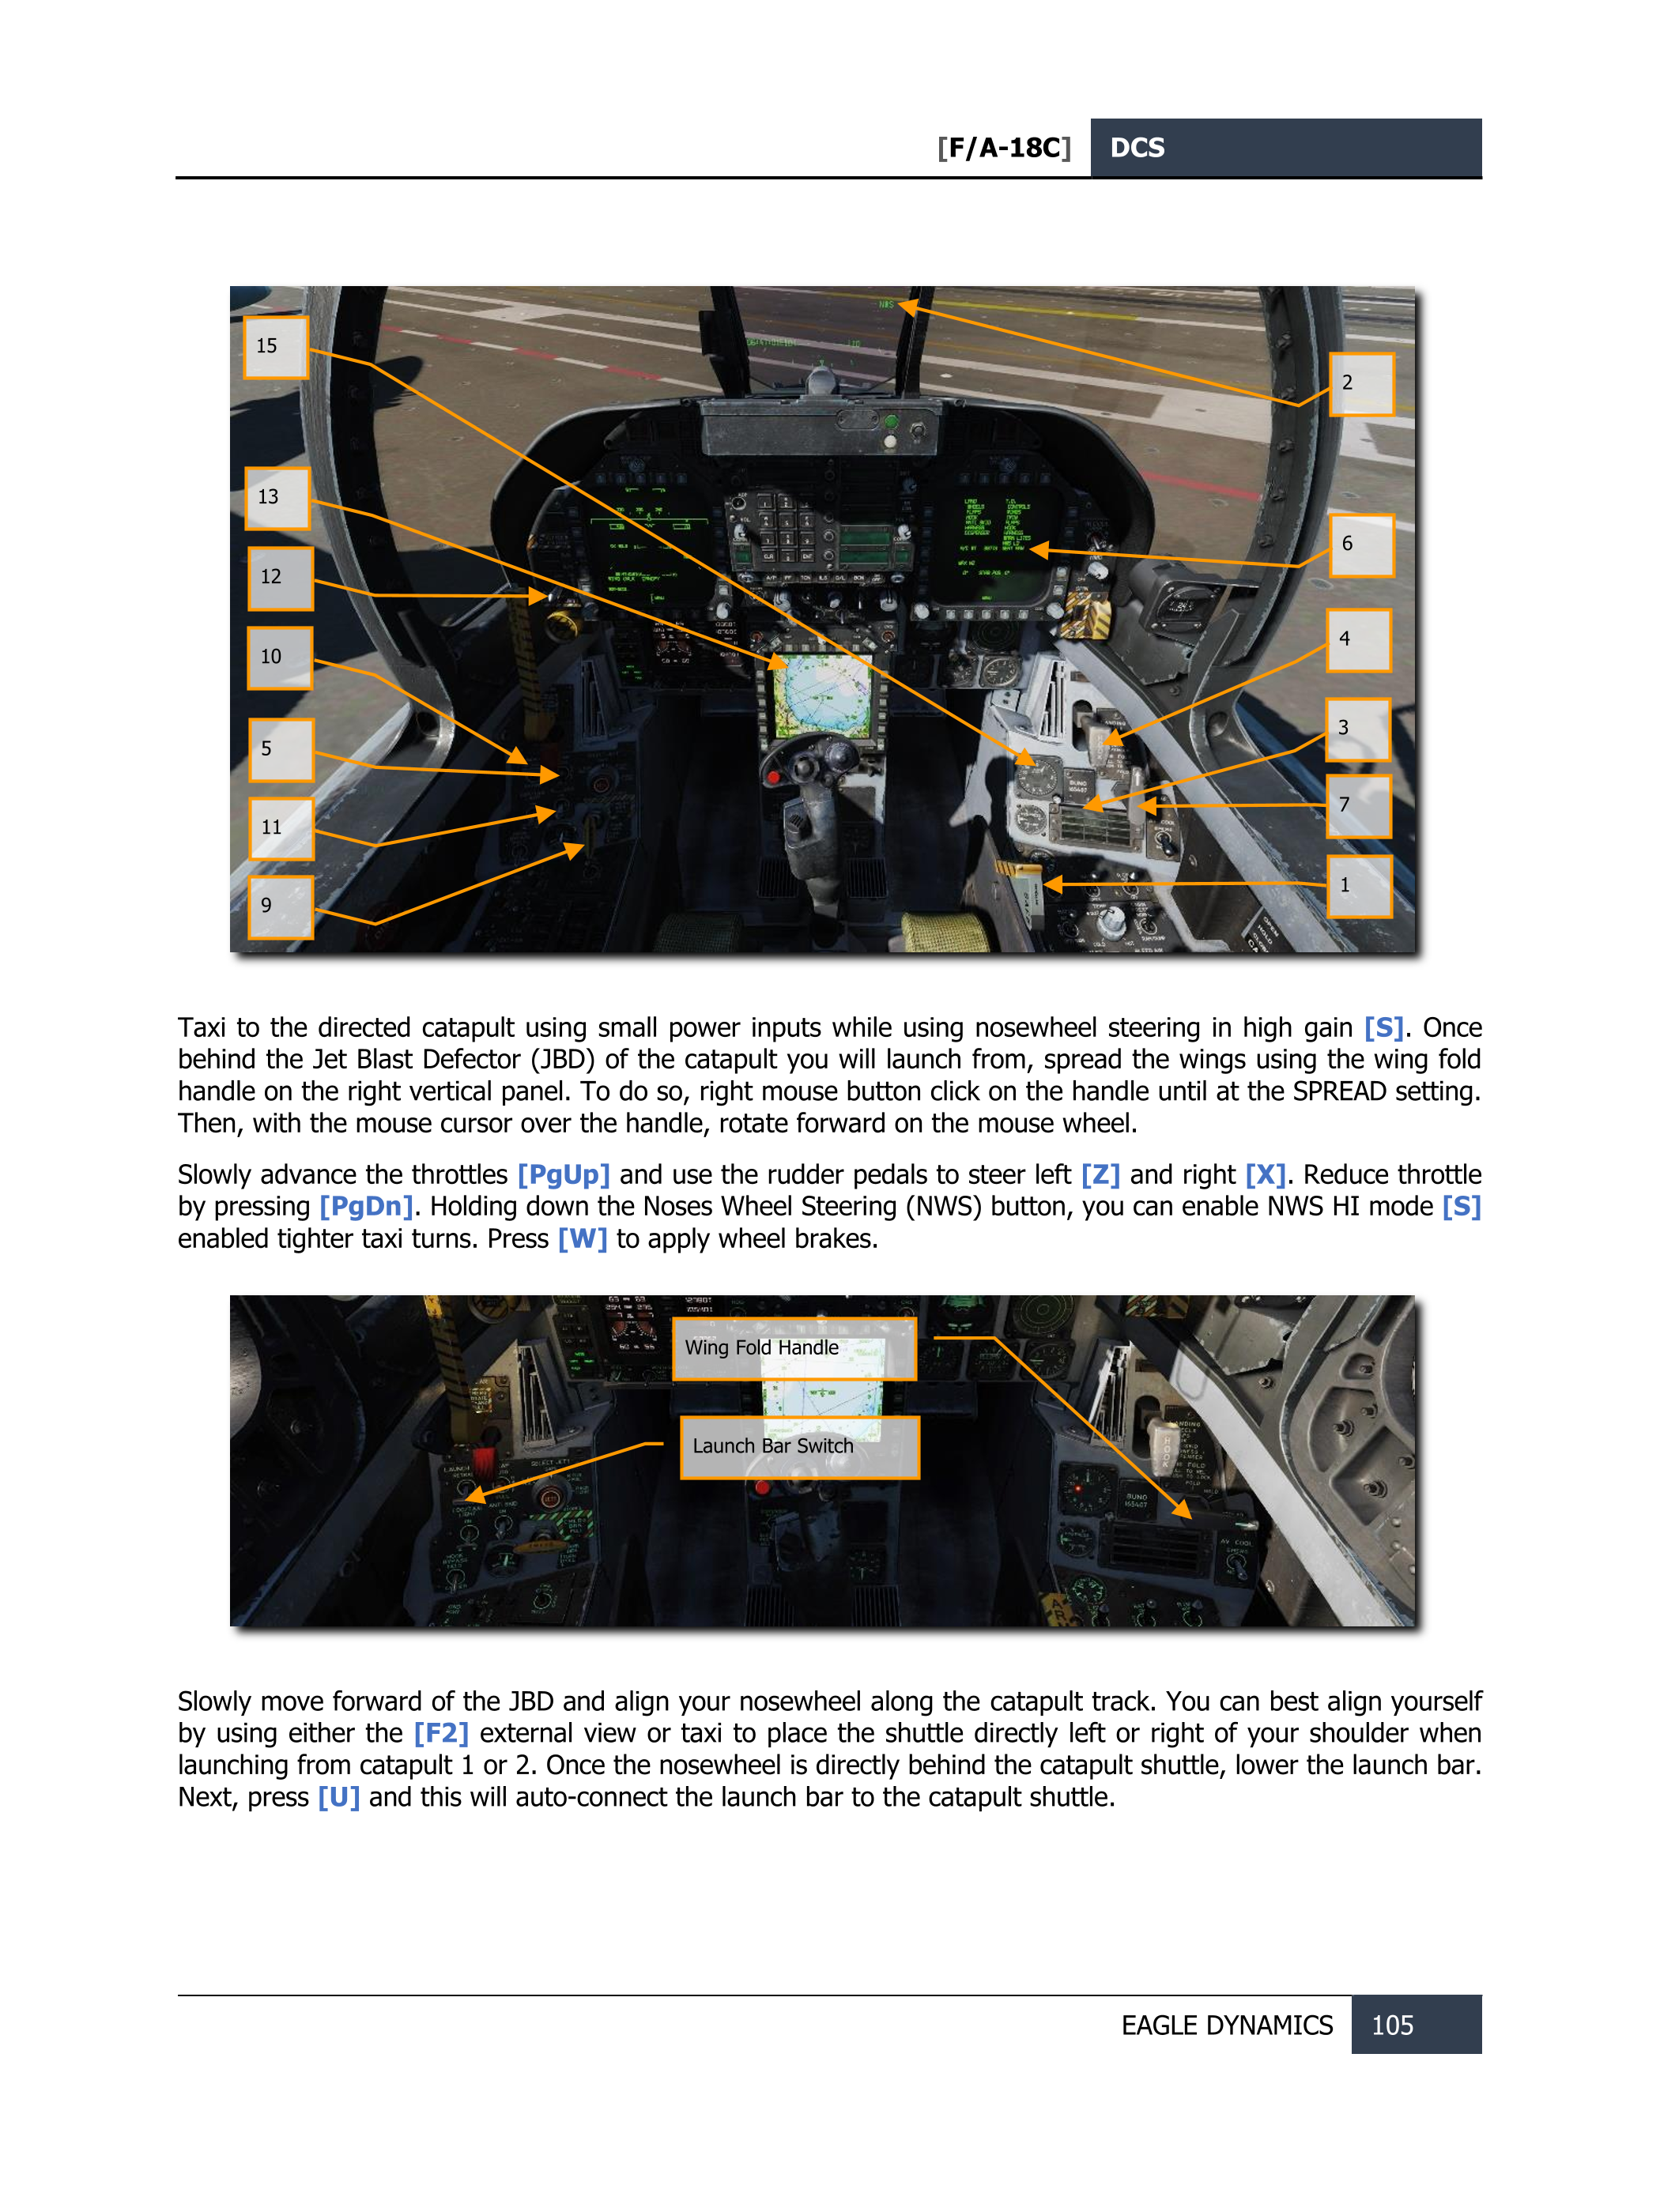 [F/A-18C] DCS
15
2
13
6
12
10
4
5
3
11
7
9
1
NWS
HOOK
COOL
Taxi to the directed catapult using small power inputs while using nosewheel steering in high gain [S]. Once
behind the Jet Blast Defector (JBD) of the catapult you will launch from, spread the wings using the wing fold
handle on the right vertical panel. To do so, right mouse button click on the handle until at the SPREAD setting.
Then, with the mouse cursor over the handle, rotate forward on the mouse wheel.
Slowly advance the throttles [PgUp] and use the rudder pedals to steer left [Z] and right [X]. Reduce throttle
by pressing [PgDn]. Holding down the Noses Wheel Steering (NWS) button, you can enable NWS HI mode [S]
enabled tighter taxi turns. Press [W] to apply wheel brakes.
Wing Fold Handle
Launch Bar Switch
HOOK
BUNO
AV COOL
Slowly move forward of the JBD and align your nosewheel along the catapult track. You can best align yourself
by using either the [F2] external view or taxi to place the shuttle directly left or right of your shoulder when
launching from catapult 1 or 2. Once the nosewheel is directly behind the catapult shuttle, lower the launch bar.
Next, press [U] and this will auto-connect the launch bar to the catapult shuttle.
EAGLE DYNAMICS 105